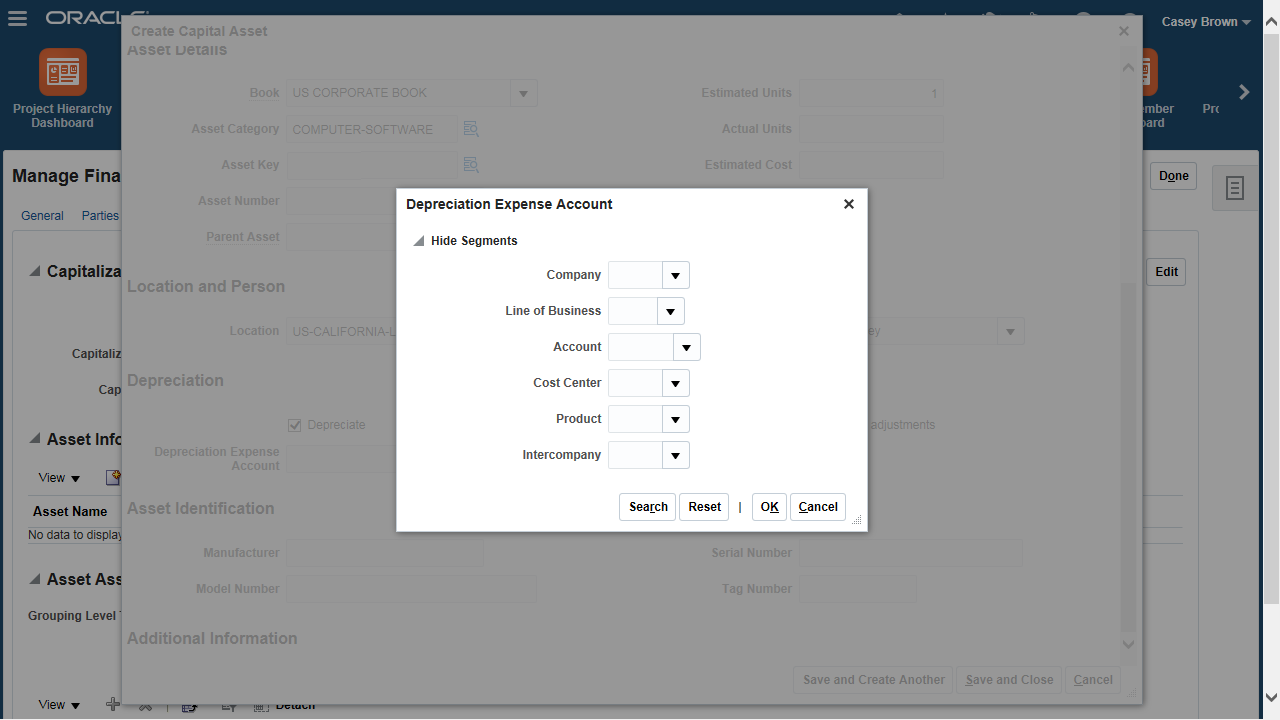 ORACLE
Casey Brown
Project Hierarchy
Dashboard
Manage Fina
Done
General
Parties
Capitaliza
Edit
Capitaliz
Cap
Asset Info
View
Asset Name
No data to display
Asset Ass
Grouping Level
View
Detach
Create Capital Asset
Asset Details
Book
US CORPORATE BOOK
Estimated Units
1
Asset Category
COMPUTER-SOFTWARE
Actual Units
Asset Key
Estimated Cost
Asset Number
Parent Asset
Location and Person
Location
US-CALIFORNIA-L
Depreciation
Depreciate
adjustments
Depreciation Expense
Account
Asset Identification
Manufacturer
Serial Number
Model Number
Tag Number
Additional Information
Save and Create Another
Save and Close
Cancel
Depreciation Expense Account
Hide Segments
Company
Line of Business
Account
Cost Center
Product
Intercompany
Search
Reset
|
OK
Cancel